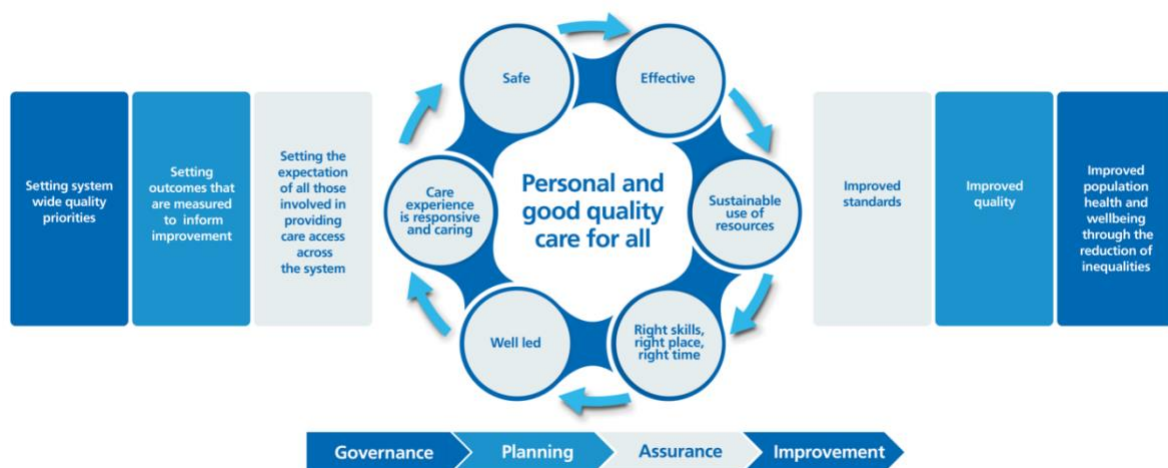 Setting system
wide quality
priorities
Setting
outcomes that
are measured
to inform
improvement
Setting the
expectation
of all those
involved in
providing
care access
across
the system
Safe
Effective
Care
experience
is responsive
and caring
Personal and
good quality
care for all
Sustainable
use of
resources
Well led
Right skills,
right place,
right time
Improved
standards
Improved
quality
Improved
population
health and
wellbeing
through the
reduction of
inequalities
Governance
Planning
Assurance
Improvement